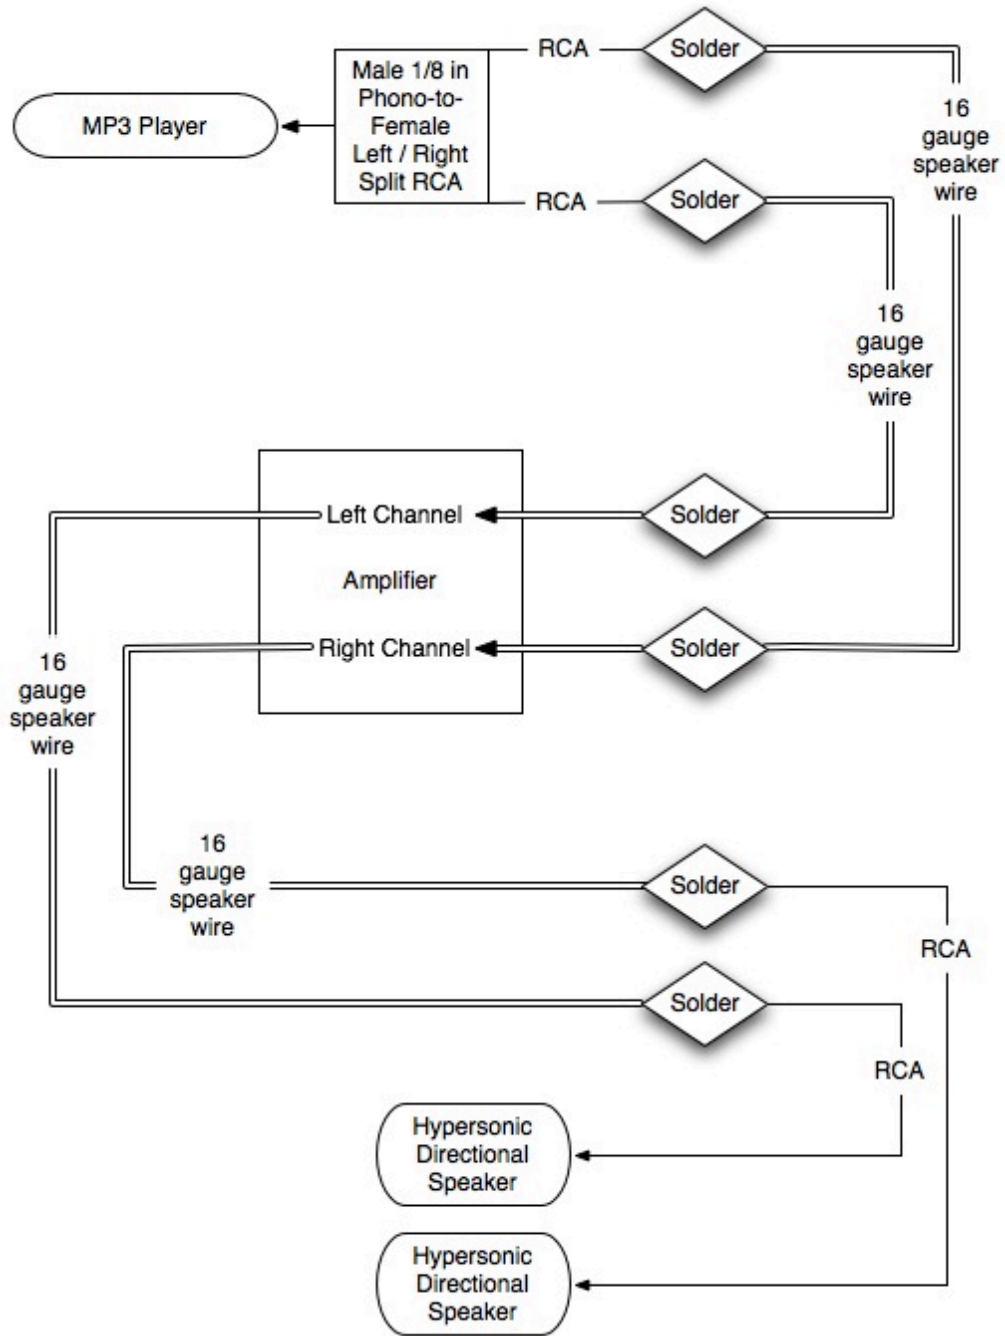 RCA
Solder
Male 1/8 in
Phono-to-
Female
Left / Right
Split RCA
MP3 Player
16
gauge
speaker
wire
RCA
Solder
16
gauge
speaker
wire
Left Channel
Solder
Amplifier
Right Channel
Solder
16
gauge
speaker
wire
16
gauge
speaker
wire
Solder
RCA
Solder
RCA
Hypersonic
Directional
Speaker
Hypersonic
Directional
Speaker